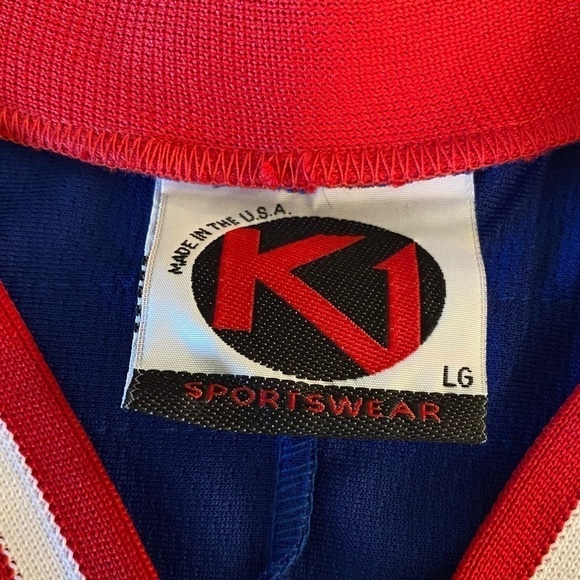 MADE IN THE U.S.A.
K1
LG
SPORTSWEAR